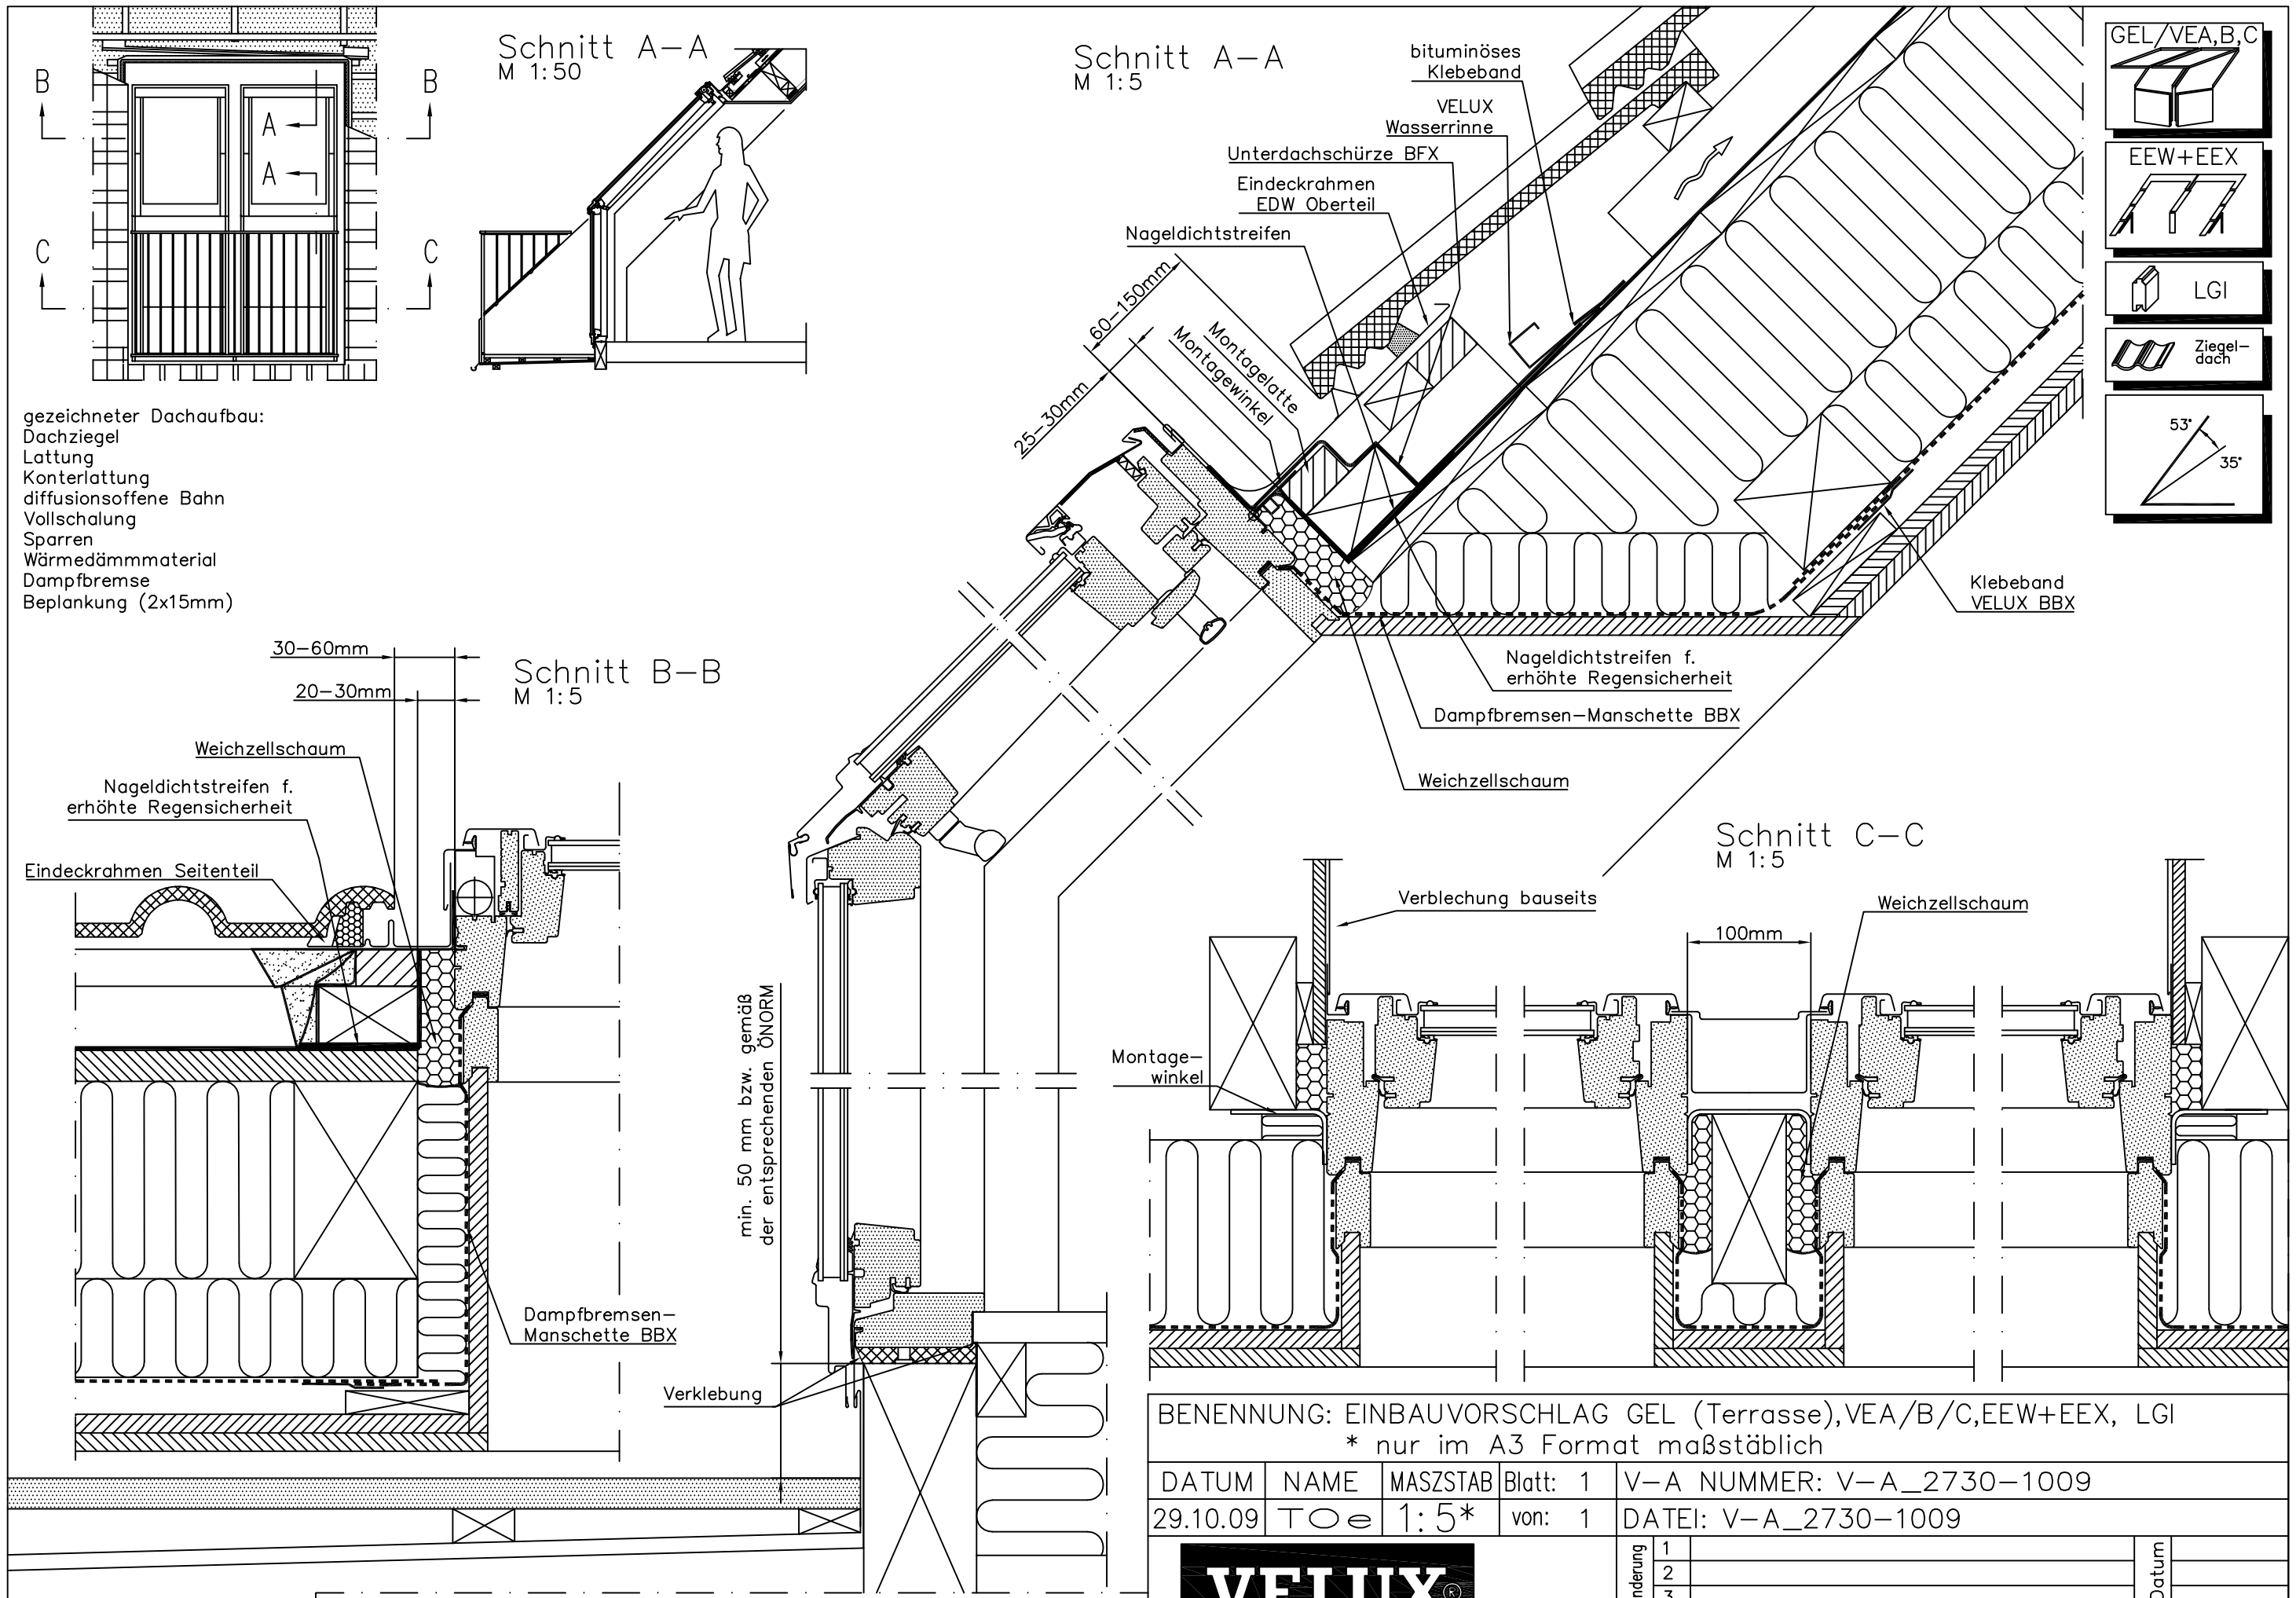 B
B
A
A
C
C
Schnitt A-A
M 1:50
Schnitt A-A
M 1:5
bituminöses
Klebeband
VELUX
Wasserrinne
Unterdachschürze BFX
Eindeckrahmen
EDW Oberteil
Nageldichtstreifen
60-150mm
25-30mm
Montagelatte
Montagewinkel
GEL/VEA,B,C
EEW+EEX
LGI
Ziegel-
dach
53°
35°
gezeichneter Dachaufbau:
Dachziegel
Lattung
Konterlattung
diffusionsoffene Bahn
Vollschalung
Sparren
Wärmedämmmaterial
Dampfbremse
Beplankung (2x15mm)
Klebeband
VELUX BBX
Nageldichtstreifen f.
erhöhte Regensicherheit
Dampfbremsen-Manschette BBX
Weichzellschaum
30-60mm
20-30mm
Schnitt B-B
M 1:5
Weichzellschaum
Nageldichtstreifen f.
erhöhte Regensicherheit
Eindeckrahmen Seitenteil
Dampfbremsen-
Manschette BBX
min. 50 mm bzw. gemäß
der entsprechenden ÖNORM
Verklebung
Schnitt C-C
M 1:5
Verblechung bauseits
Weichzellschaum
100mm
Montage-
winkel
BENENNUNG: EINBAUVORSCHLAG GEL (Terrasse),VEA/B/C,EEW+EEX, LGI
* nur im A3 Format maßstäblich
DATUM NAME MASZSTAB Blatt: 1 V-A NUMMER: V-A_2730-1009
29.10.09 TOe 1:5* von: 1 DATEI: V-A_2730-1009
VELUX®
nderung
1
2
3
Datum